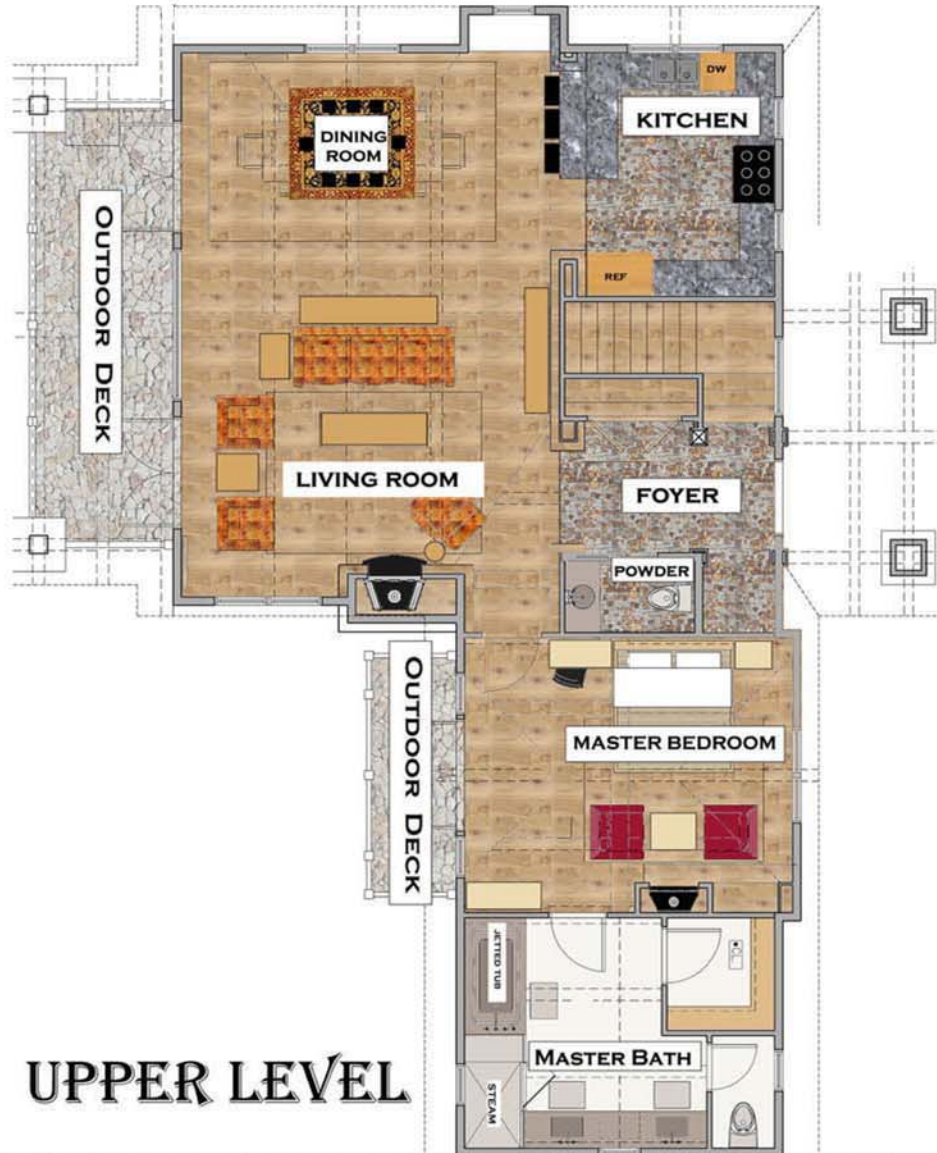 DW
KITCHEN
DINING
ROOM
OUTDOOR DECK
REF
LIVING ROOM
FOYER
POWDER
OUTDOOR DECK
MASTER BEDROOM
JETTED TUB
MASTER BATH
STEAM
UPPER LEVEL